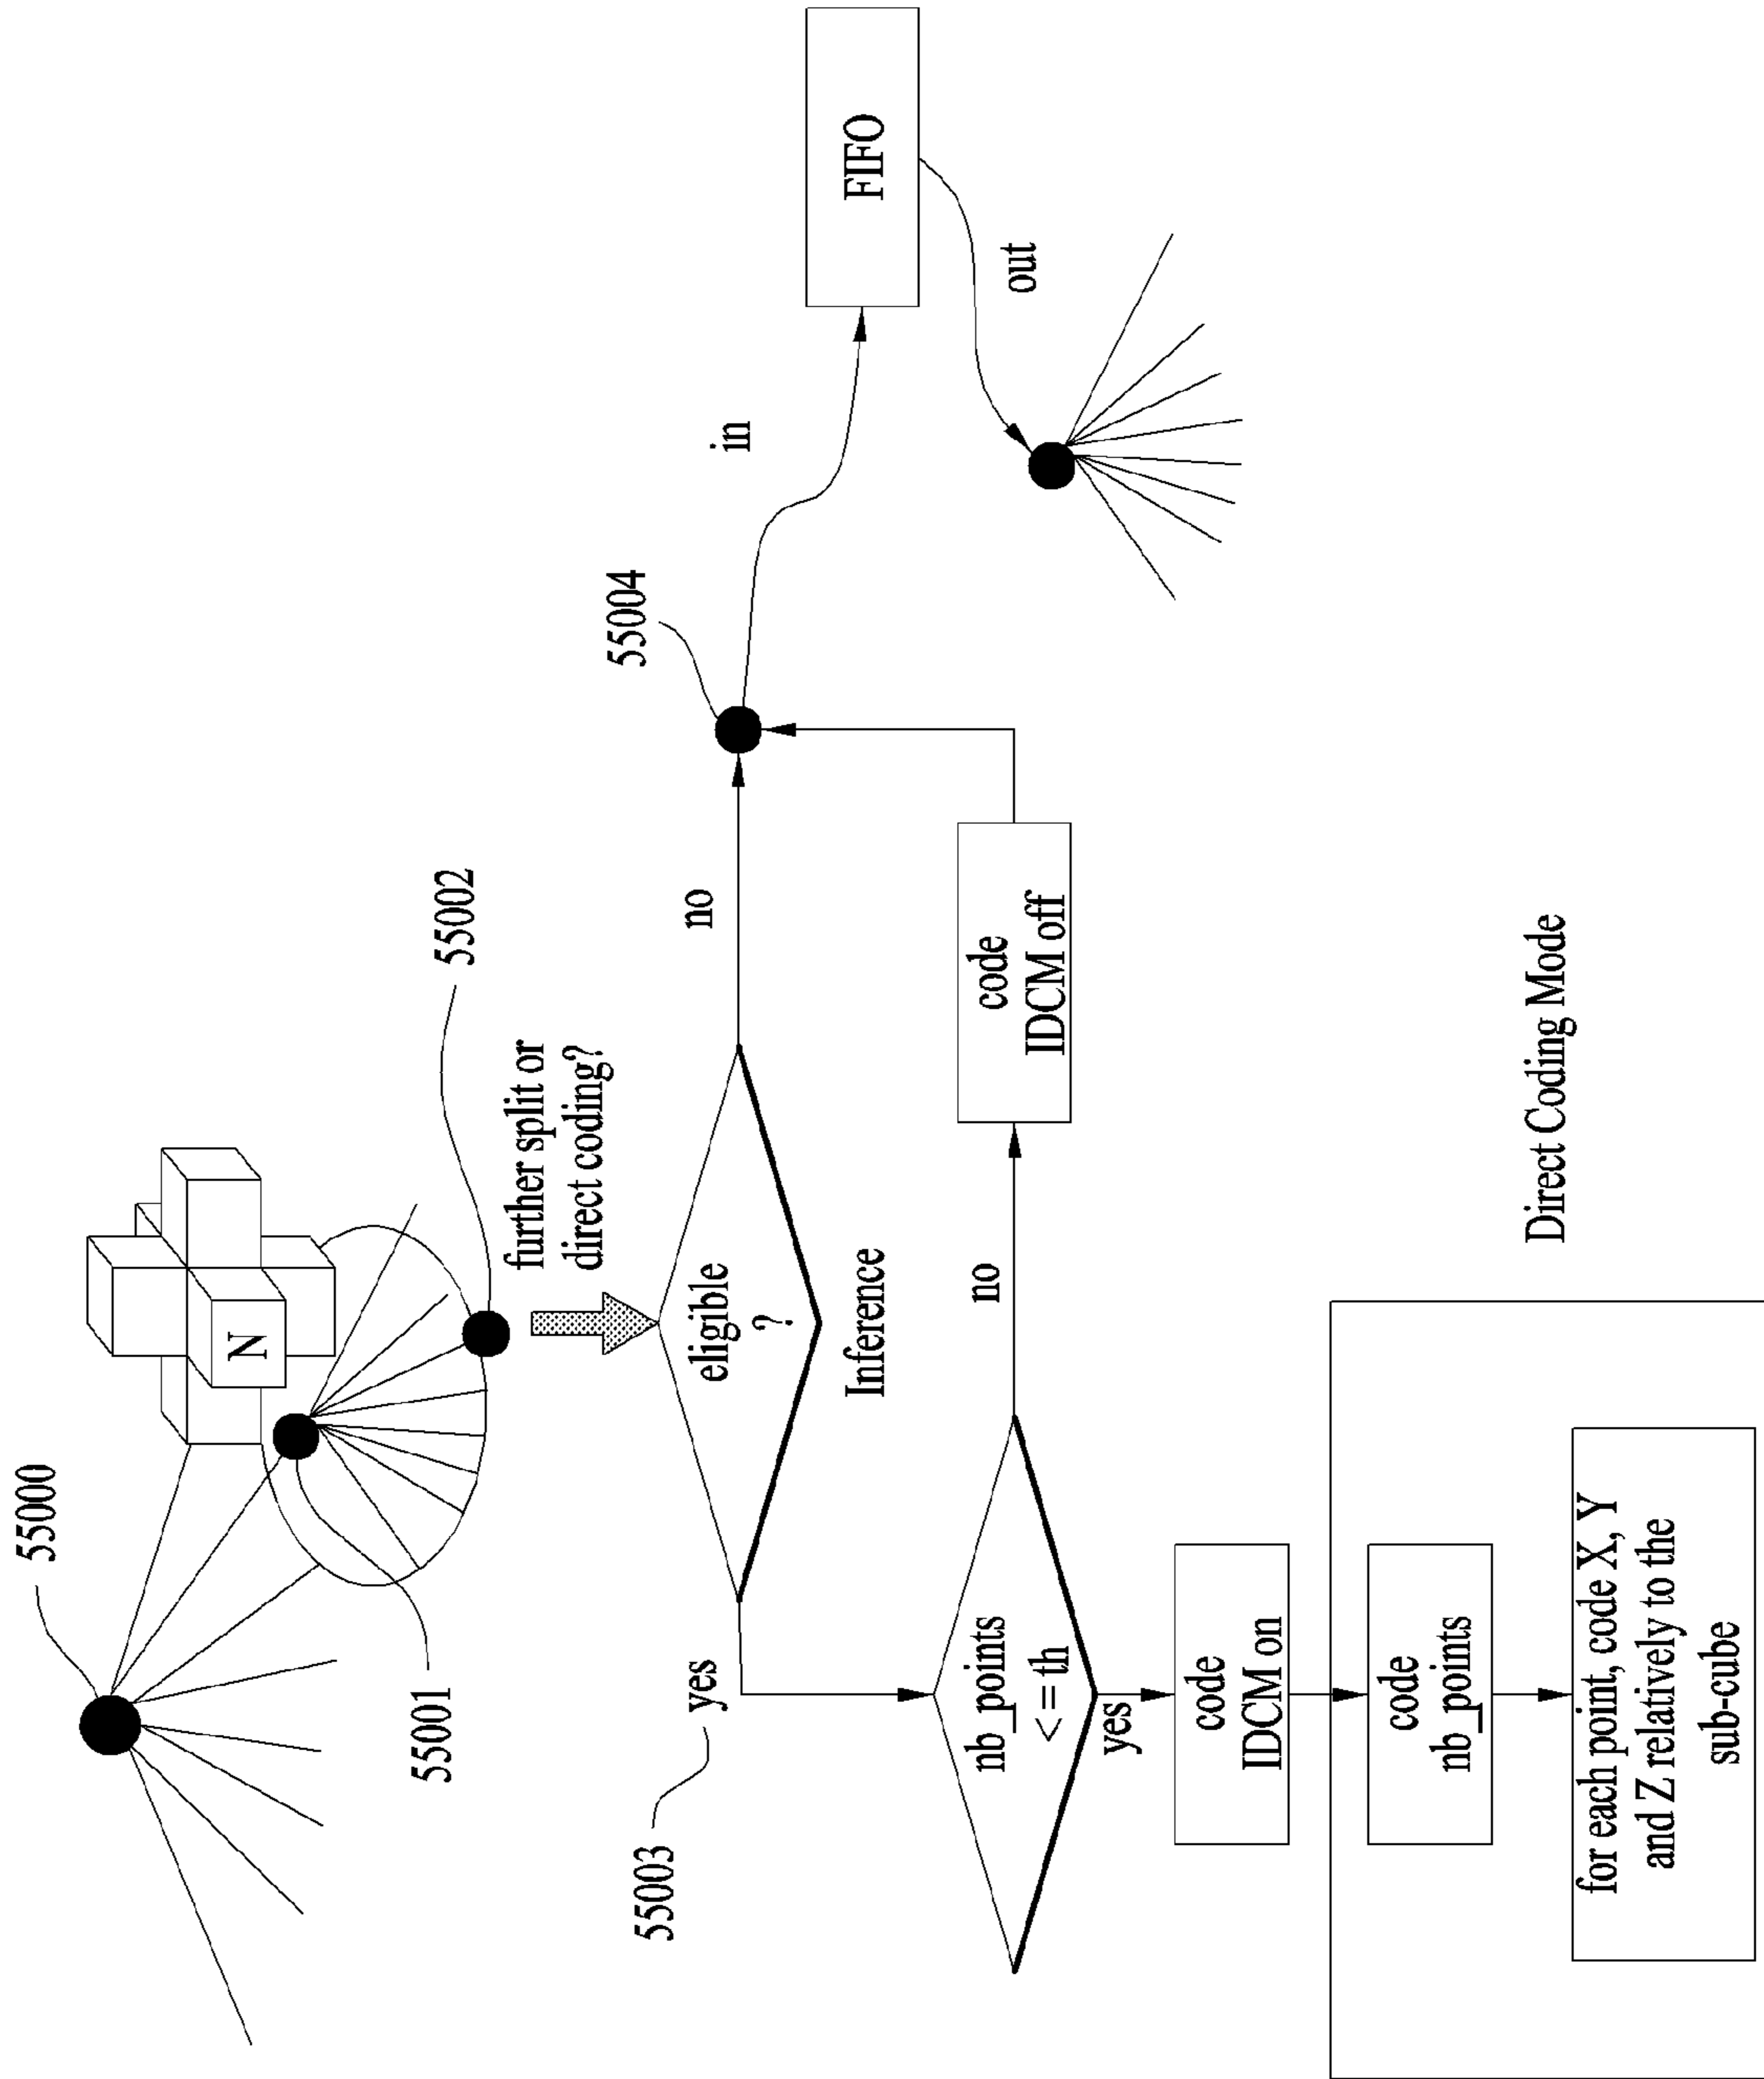 55000
N
55001
55002
further split or
direct coding?
eligible
?
Inference
55003
yes
no
55004
in
FIFO
out
nb_points
<=th
no
code
IDCM off
yes
code
IDCM on
Direct Coding Mode
code
nb_points
for each point, code X, Y
and Z relatively to the
sub-cube